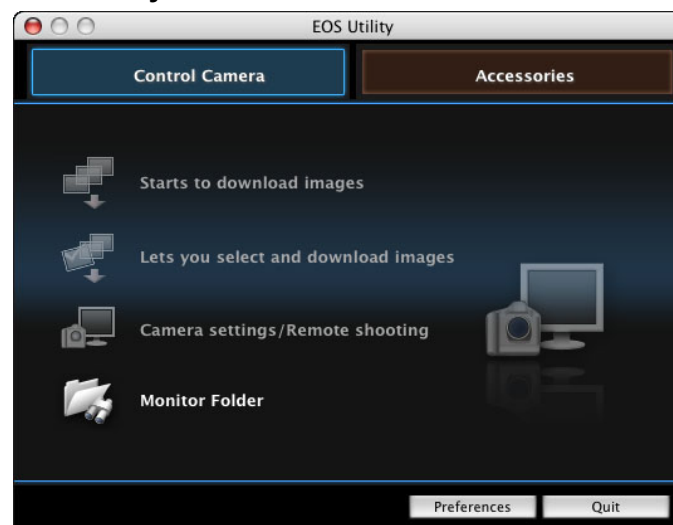 EOS Utility
Control Camera
Accessories
Starts to download images
Lets you select and download images
Camera settings/Remote shooting
Monitor Folder
Preferences
Quit